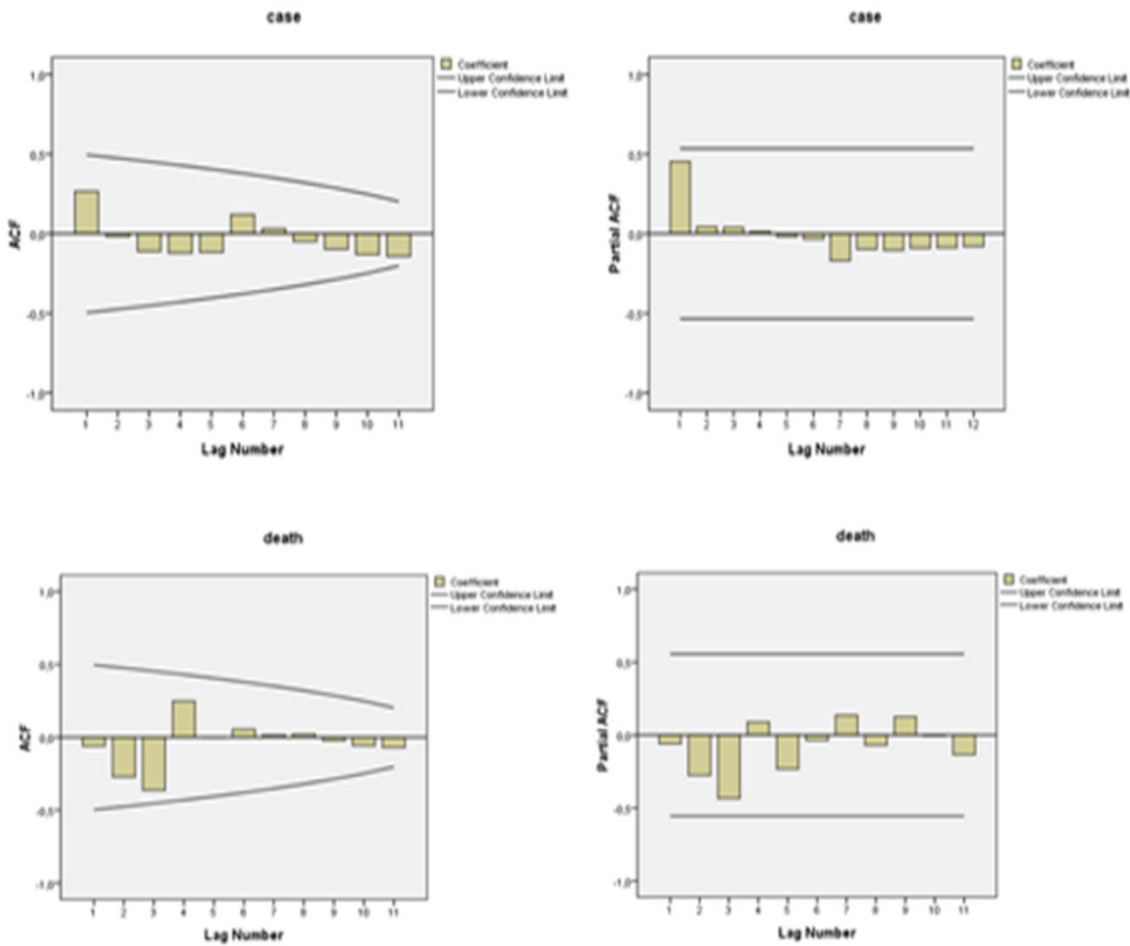 case
Coefficient
Upper Confidence Limit
Lower Confidence Limit
1,0
0,5
0,0
-0,5
-1,0
ACF
1 2 3 4 5 6 7 8 9 10 11
Lag Number
case
Coefficient
Upper Confidence Limit
Lower Confidence Limit
1,0
0,5
0,0
-0,5
-1,0
Partial ACF
1 2 3 4 5 6 7 8 9 10 11 12
Lag Number
death
Coefficient
Upper Confidence Limit
Lower Confidence Limit
1,0
0,5
0,0
-0,5
-1,0
ACF
1 2 3 4 5 6 7 8 9 10 11
Lag Number
death
Coefficient
Upper Confidence Limit
Lower Confidence Limit
1,0
0,5
0,0
-0,5
-1,0
Partial ACF
1 2 3 4 5 6 7 8 9 10 11
Lag Number